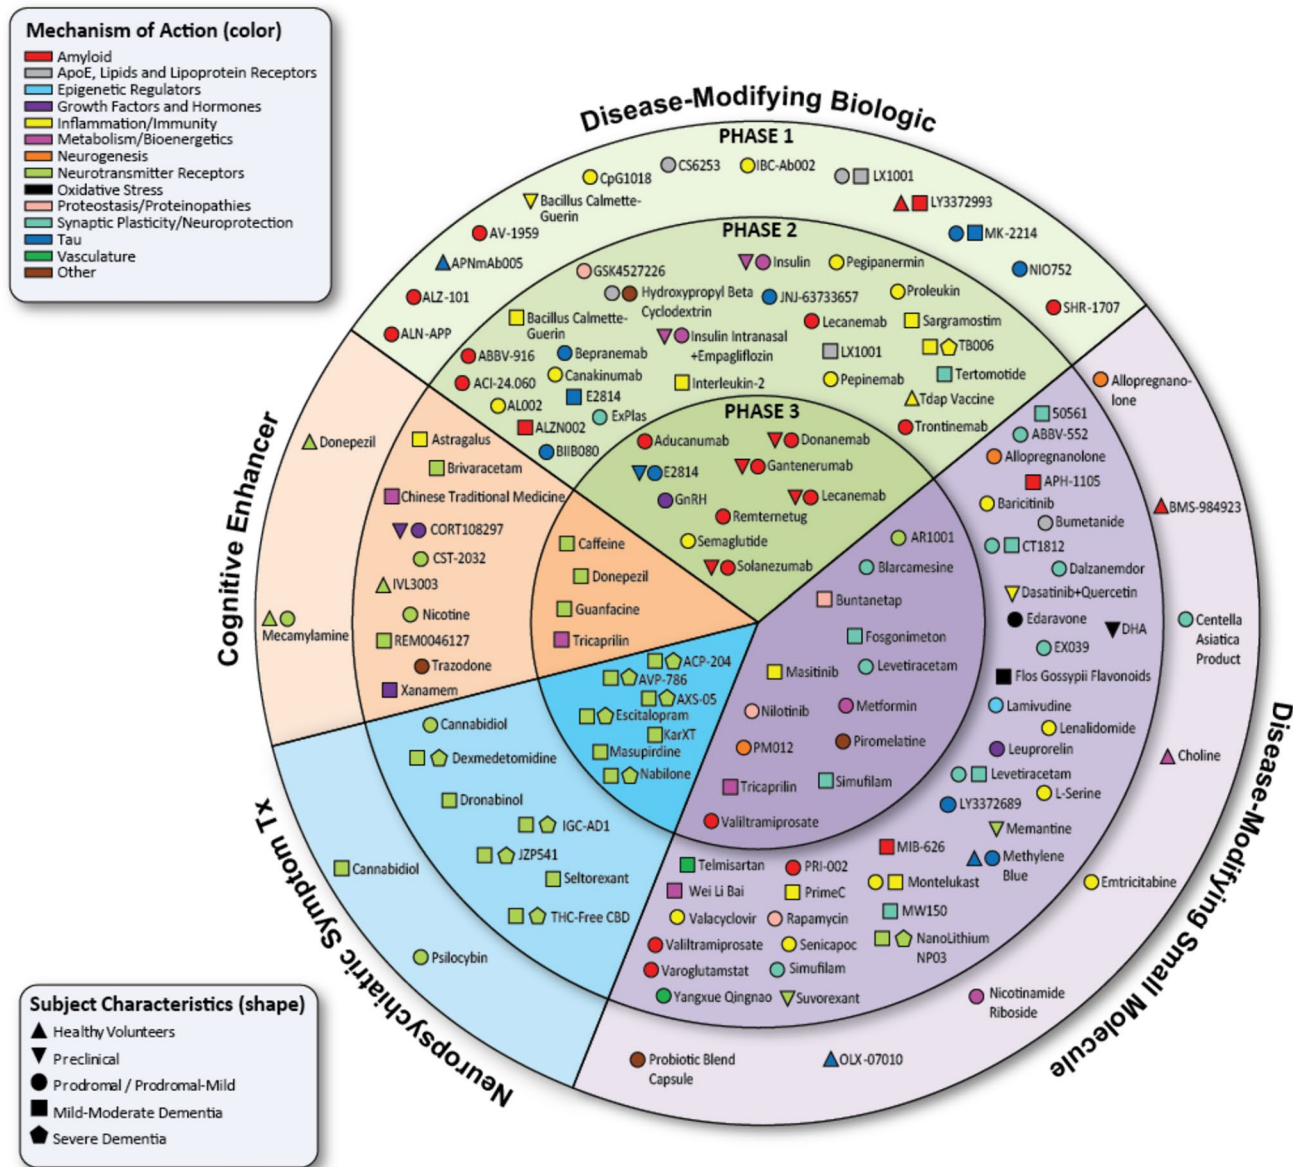 Mechanism of Action (color)
Amyloid
ApoE, Lipids and Lipoprotein Receptors
Epigenetic Regulators
Growth Factors and Hormones
Inflammation/Immunity
Metabolism/Bioenergetics
Neurogenesis
Neurotransmitter Receptors
Oxidative Stress
Proteostasis/Proteinopathies
Synaptic Plasticity/Neuroprotection
Tau
Vasculature
Other
Disease-Modifying Biologic
PHASE 1
CpG1018
CS6253
IBC-Ab002
LX1001
Bacillus Calmette-
Guerin
LY3372993
AV-1959
MK-2214
APNmAb005
NIO752
ALZ-101
SHR-1707
ALN-APP
PHASE 2
GSK4527226
Insulin
Pegipanermin
Hydroxypropyl Beta
Cyclodextrin
JNJ-63733657
Proleukin
Bacillus Calmette-
Guerin
Lecanemab
Sargramostim
Insulin Intranasal
+Empagliflozin
ABBV-916
Bepranemab
LX1001
TB006
ACI-24.060
Canakinumab
Interleukin-2
Pepinemab
Tertomotide
AL002
E2814
Tdap Vaccine
ExPlas
ALZN002
Trontinemab
BIIB080
PHASE 3
Aducanumab
Donanemab
E2814
Gantenerumab
GnRH
Lecanemab
Remternetug
Semaglutide
Solanezumab
Cognitive Enhancer
Donepezil
Mecamylamine
Astragalus
Brivaracetam
Chinese Traditional Medicine
CORT108297
CST-2032
IVL3003
Nicotine
REM0046127
Trazodone
Xanamem
Caffeine
Donepezil
Guanfacine
Tricaprilin
Neuropsychiatric Symptom Tx
ACP-204
AVP-786
AXS-05
Escitalopram
KarXT
Masupirdine
Nabilone
Cannabidiol
Dexmedetomidine
Dronabinol
IGC-AD1
JZP541
Seltorexant
THC-Free CBD
Cannabidiol
Psilocybin
Disease-Modifying Small Molecule
AR1001
Blarcamesine
Buntanetap
Fosgonimeton
Levetiracetam
Masitinib
Metformin
Nilotinib
Piromelatine
PM012
Simufilam
Tricaprilin
Valiltramiprosate
S0561
ABBV-552
Allopregnanolone
APH-1105
Baricitinib
Bumetanide
CT1812
Dalzanemdor
Dasatinib+Quercetin
Edaravone
DHA
EX039
Flos Gossypii Flavonoids
Lamivudine
Lenalidomide
Leuprorelin
Levetiracetam
L-Serine
LY3372689
Memantine
MIB-626
Methylene
Blue
Montelukast
MW150
NanoLithium
NP03
Telmisartan
PRI-002
Wei Li Bai
PrimeC
Valacyclovir
Rapamycin
Valiltramiprosate
Senicapoc
Varoglutamstat
Simufilam
Yangxue Qingnao
Suvorexant
Allopregnano-
lone
BMS-984923
Centella
Asiatica
Product
Choline
Emtricitabine
Nicotinamide
Riboside
OLX-07010
Probiotic Blend
Capsule
Subject Characteristics (shape)
Healthy Volunteers
Preclinical
Prodromal / Prodromal-Mild
Mild-Moderate Dementia
Severe Dementia